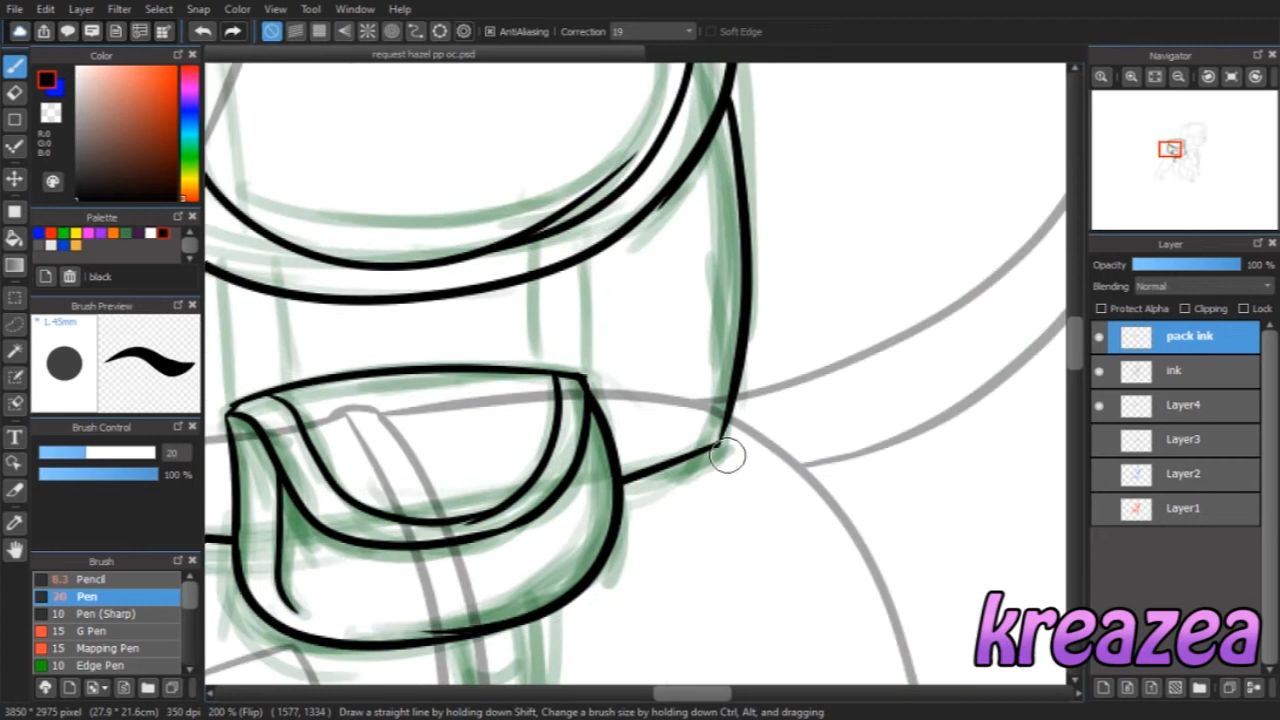 File Edit Layer Filter Select Snap Color View Tool Window Help
AntiAliasing Correction 19 Soft Edge
Color
request hazel pp oc.psd
Navigator
R:0
G:0
B:0
Palette
black
Layer
Opacity 100 %
Blending Normal
Protect Alpha Clipping Lock
Brush Preview
* 1.45mm
pack ink
ink
Layer4
Layer3
Layer2
Layer1
Brush Control
20
100 %
Brush
8.3 Pencil
20 Pen
10 Pen (Sharp)
15 G Pen
15 Mapping Pen
10 Edge Pen
kreazea
3850 * 2975 pixel (27.9 * 21.6cm) 350 dpi 200 % (Flip) ( 1577, 1334 ) Draw a straight line by holding down Shift, Change a brush size by holding down Ctrl, Alt, and dragging